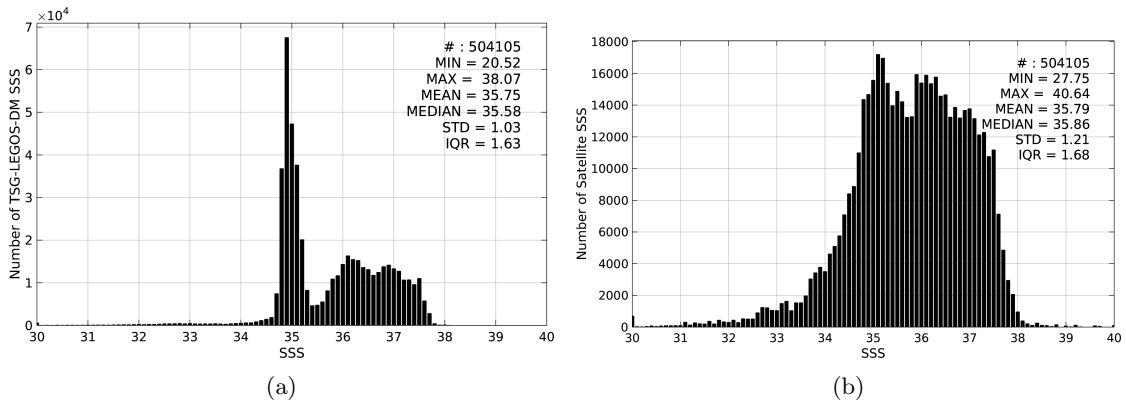 ×10⁴
7
6
5
4
3
2
1
0
Number of TSG-LEGOS-DM SSS
# : 504105
MIN = 20.52
MAX = 38.07
MEAN = 35.75
MEDIAN = 35.58
STD = 1.03
IQR = 1.63
30 31 32 33 34 35 36 37 38 39 40
SSS
(a)
18000
16000
14000
12000
10000
8000
6000
4000
2000
0
Number of Satellite SSS
# : 504105
MIN = 27.75
MAX = 40.64
MEAN = 35.79
MEDIAN = 35.86
STD = 1.21
IQR = 1.68
30 31 32 33 34 35 36 37 38 39 40
SSS
(b)